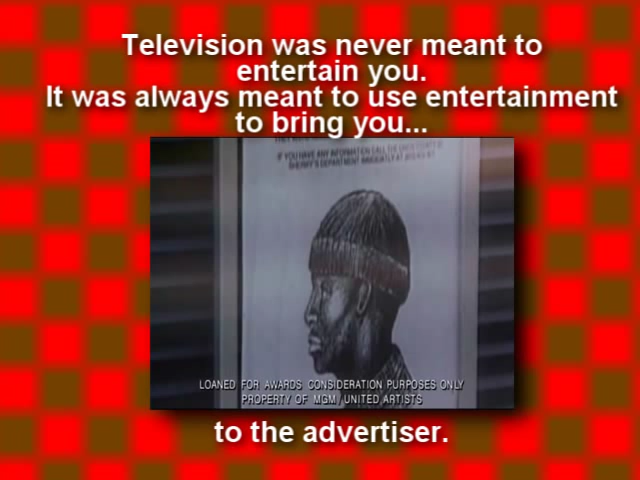 Television was never meant to
entertain you.
It was always meant to use entertainment
to bring you...
IF YOU HAVE ANY INFORMATION CALL THE
SHERIFF'S DEPARTMENT
LOANED FOR AWARDS CONSIDERATION PURPOSES ONLY
PROPERTY OF MGM/UNITED ARTISTS
to the advertiser.